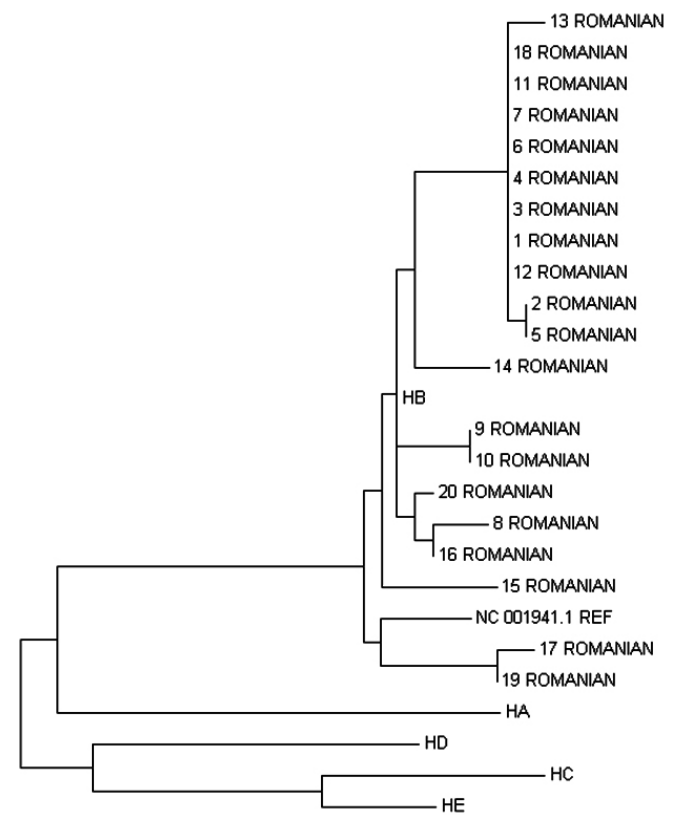 13 ROMANIAN
18 ROMANIAN
11 ROMANIAN
7 ROMANIAN
6 ROMANIAN
4 ROMANIAN
3 ROMANIAN
1 ROMANIAN
12 ROMANIAN
2 ROMANIAN
5 ROMANIAN
14 ROMANIAN
HB
9 ROMANIAN
10 ROMANIAN
20 ROMANIAN
8 ROMANIAN
16 ROMANIAN
15 ROMANIAN
NC 001941.1 REF
17 ROMANIAN
19 ROMANIAN
HA
HD
HC
HE